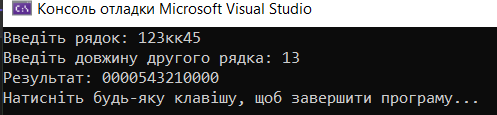 Консоль отладки Microsoft Visual Studio
Введіть рядок: 123кк45
Введіть довжину другого рядка: 13
Результат: 0000543210000
Натисніть будь-яку клавішу, щоб завершити програму...